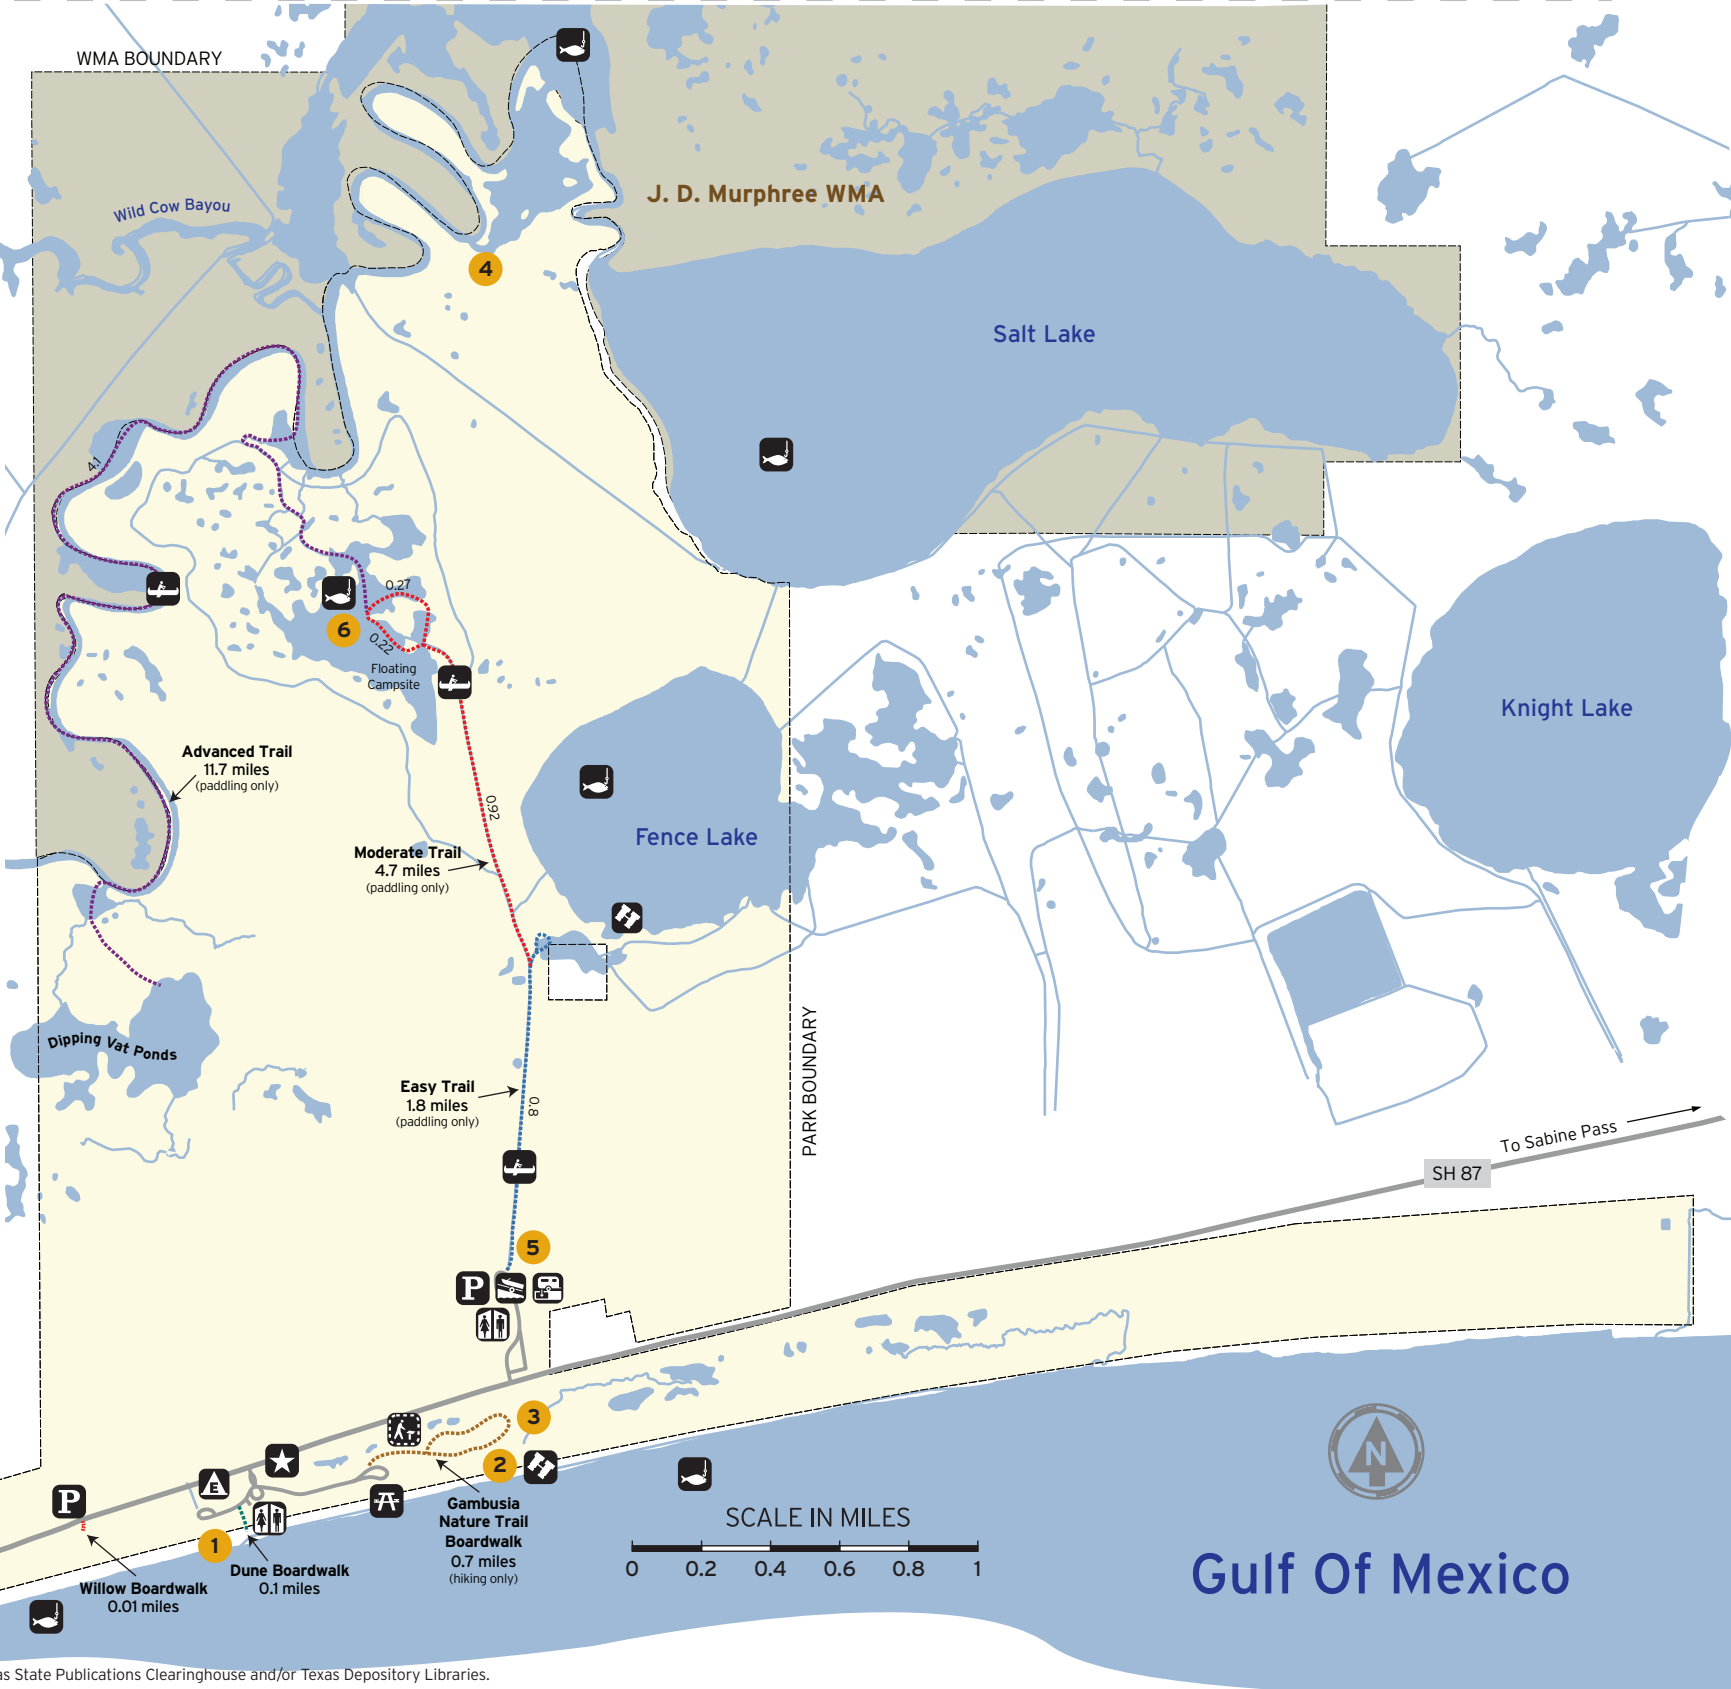 WMA BOUNDARY
J. D. Murphree WMA
Wild Cow Bayou
4
Salt Lake
4.1
0.27
6
0.22
Floating
Campsite
Knight Lake
Advanced Trail
11.7 miles
(paddling only)
0.92
Fence Lake
Moderate Trail
4.7 miles
(paddling only)
Dipping Vat Ponds
PARK BOUNDARY
Easy Trail
1.8 miles
(paddling only)
0.8
To Sabine Pass
SH 87
5
P
3
2
E
P
Gambusia
Nature Trail
Boardwalk
0.7 miles
(hiking only)
1
Dune Boardwalk
0.1 miles
Willow Boardwalk
0.01 miles
N
SCALE IN MILES
0 0.2 0.4 0.6 0.8 1
Gulf Of Mexico
as State Publications Clearinghouse and/or Texas Depository Libraries.